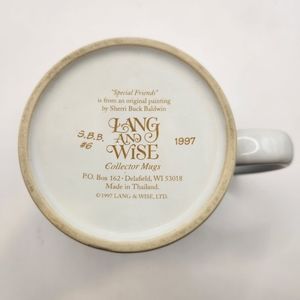 "Special Friends"
is from an original painting
by Sherri Buck Baldwin
S.B.B.
#6
LANG
AND
WISE
1997
Collector Mugs
P.O. Box 162 · Delafield, WI 53018
Made in Thailand.
©1997 LANG & WISE, LTD.